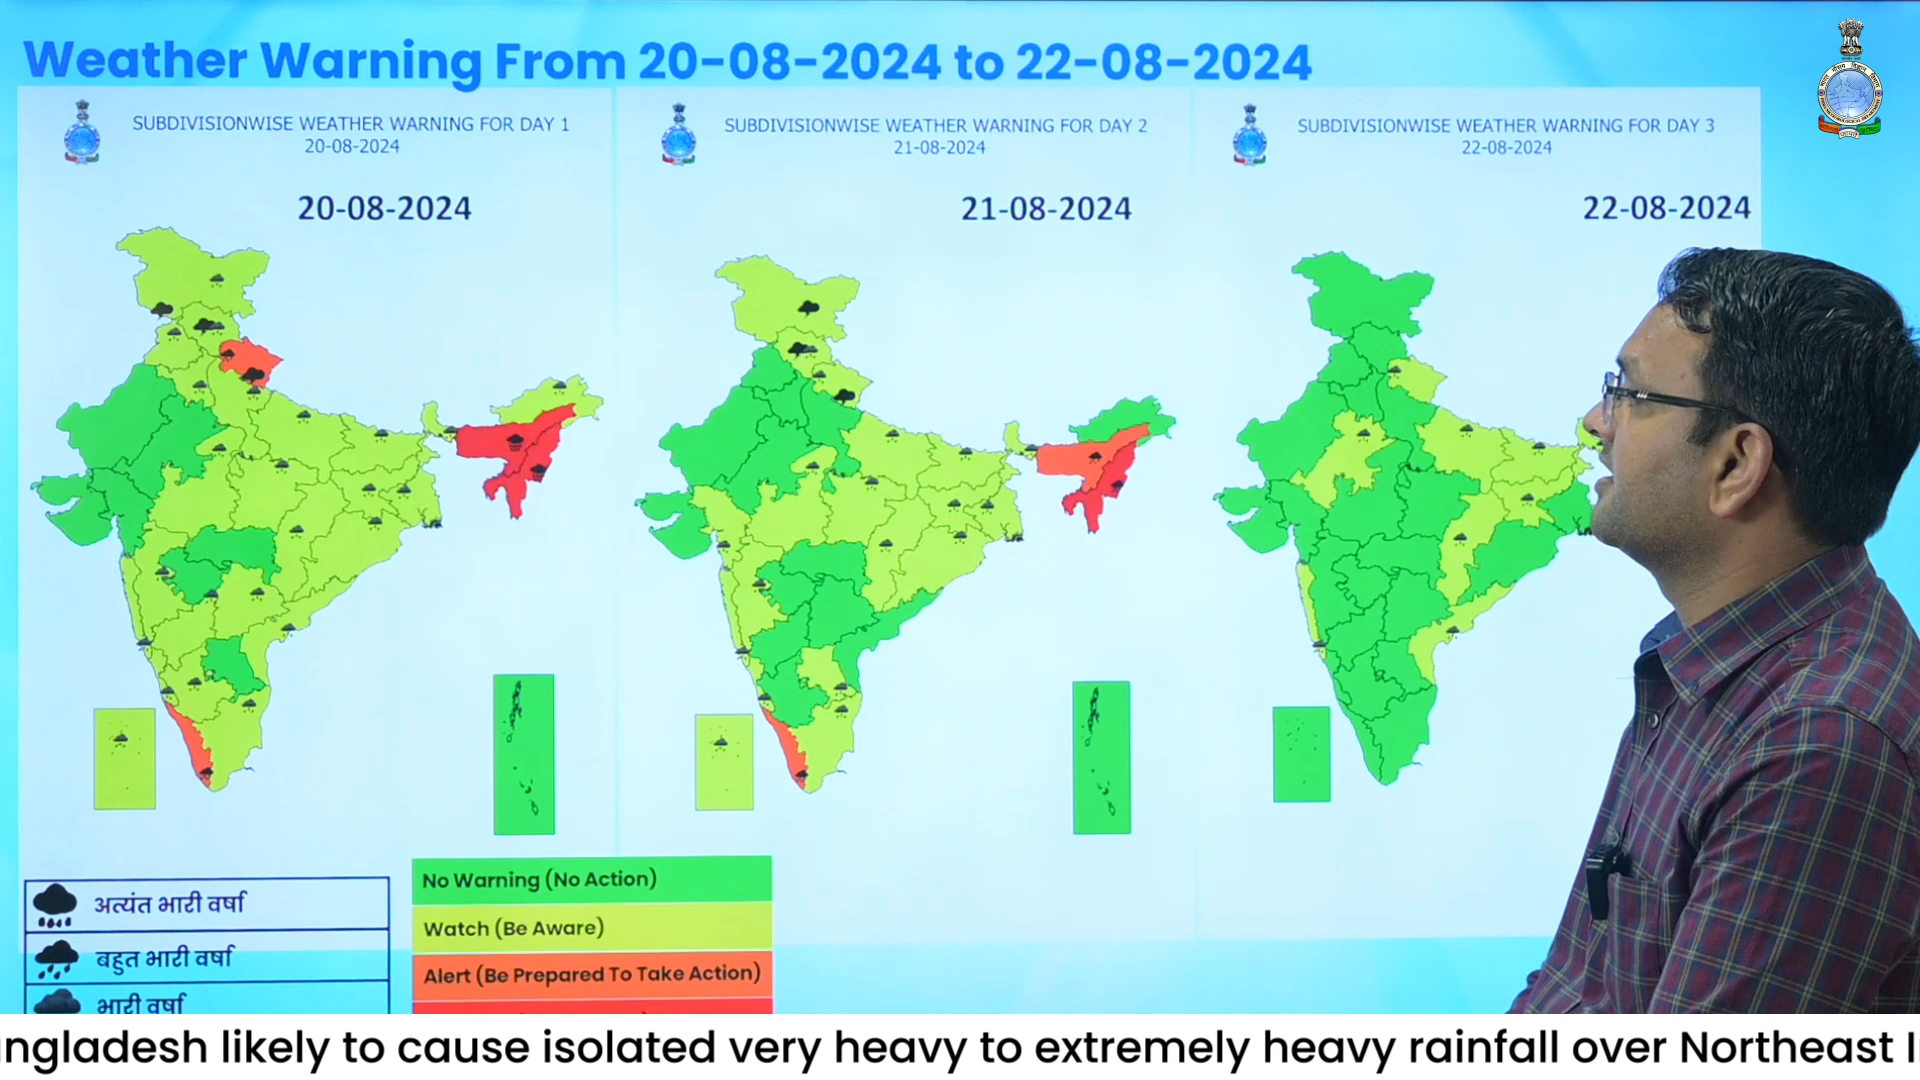 Weather Warning From 20-08-2024 to 22-08-2024
SUBDIVISIONWISE WEATHER WARNING FOR DAY 1
20-08-2024
20-08-2024
SUBDIVISIONWISE WEATHER WARNING FOR DAY 2
21-08-2024
21-08-2024
SUBDIVISIONWISE WEATHER WARNING FOR DAY 3
22-08-2024
22-08-2024
अत्यंत भारी वर्षा
बहुत भारी वर्षा
भारी वर्षा
No Warning (No Action)
Watch (Be Aware)
Alert (Be Prepared To Take Action)
ngladesh likely to cause isolated very heavy to extremely heavy rainfall over Northeast I